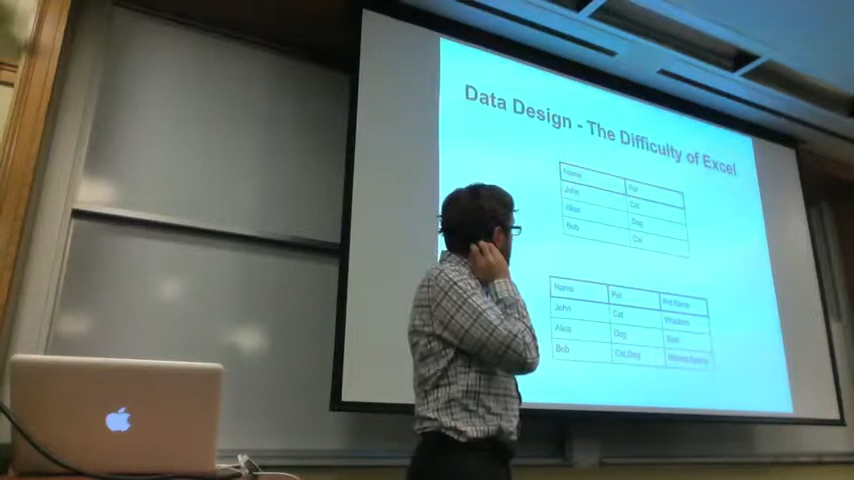 Data Design - The Difficulty of Excel
Name Pet
John Cat
Alice Dog
Bob Cat
Name Pet Pet Name
John Cat
Alice Dog
Bob Cat,Dog